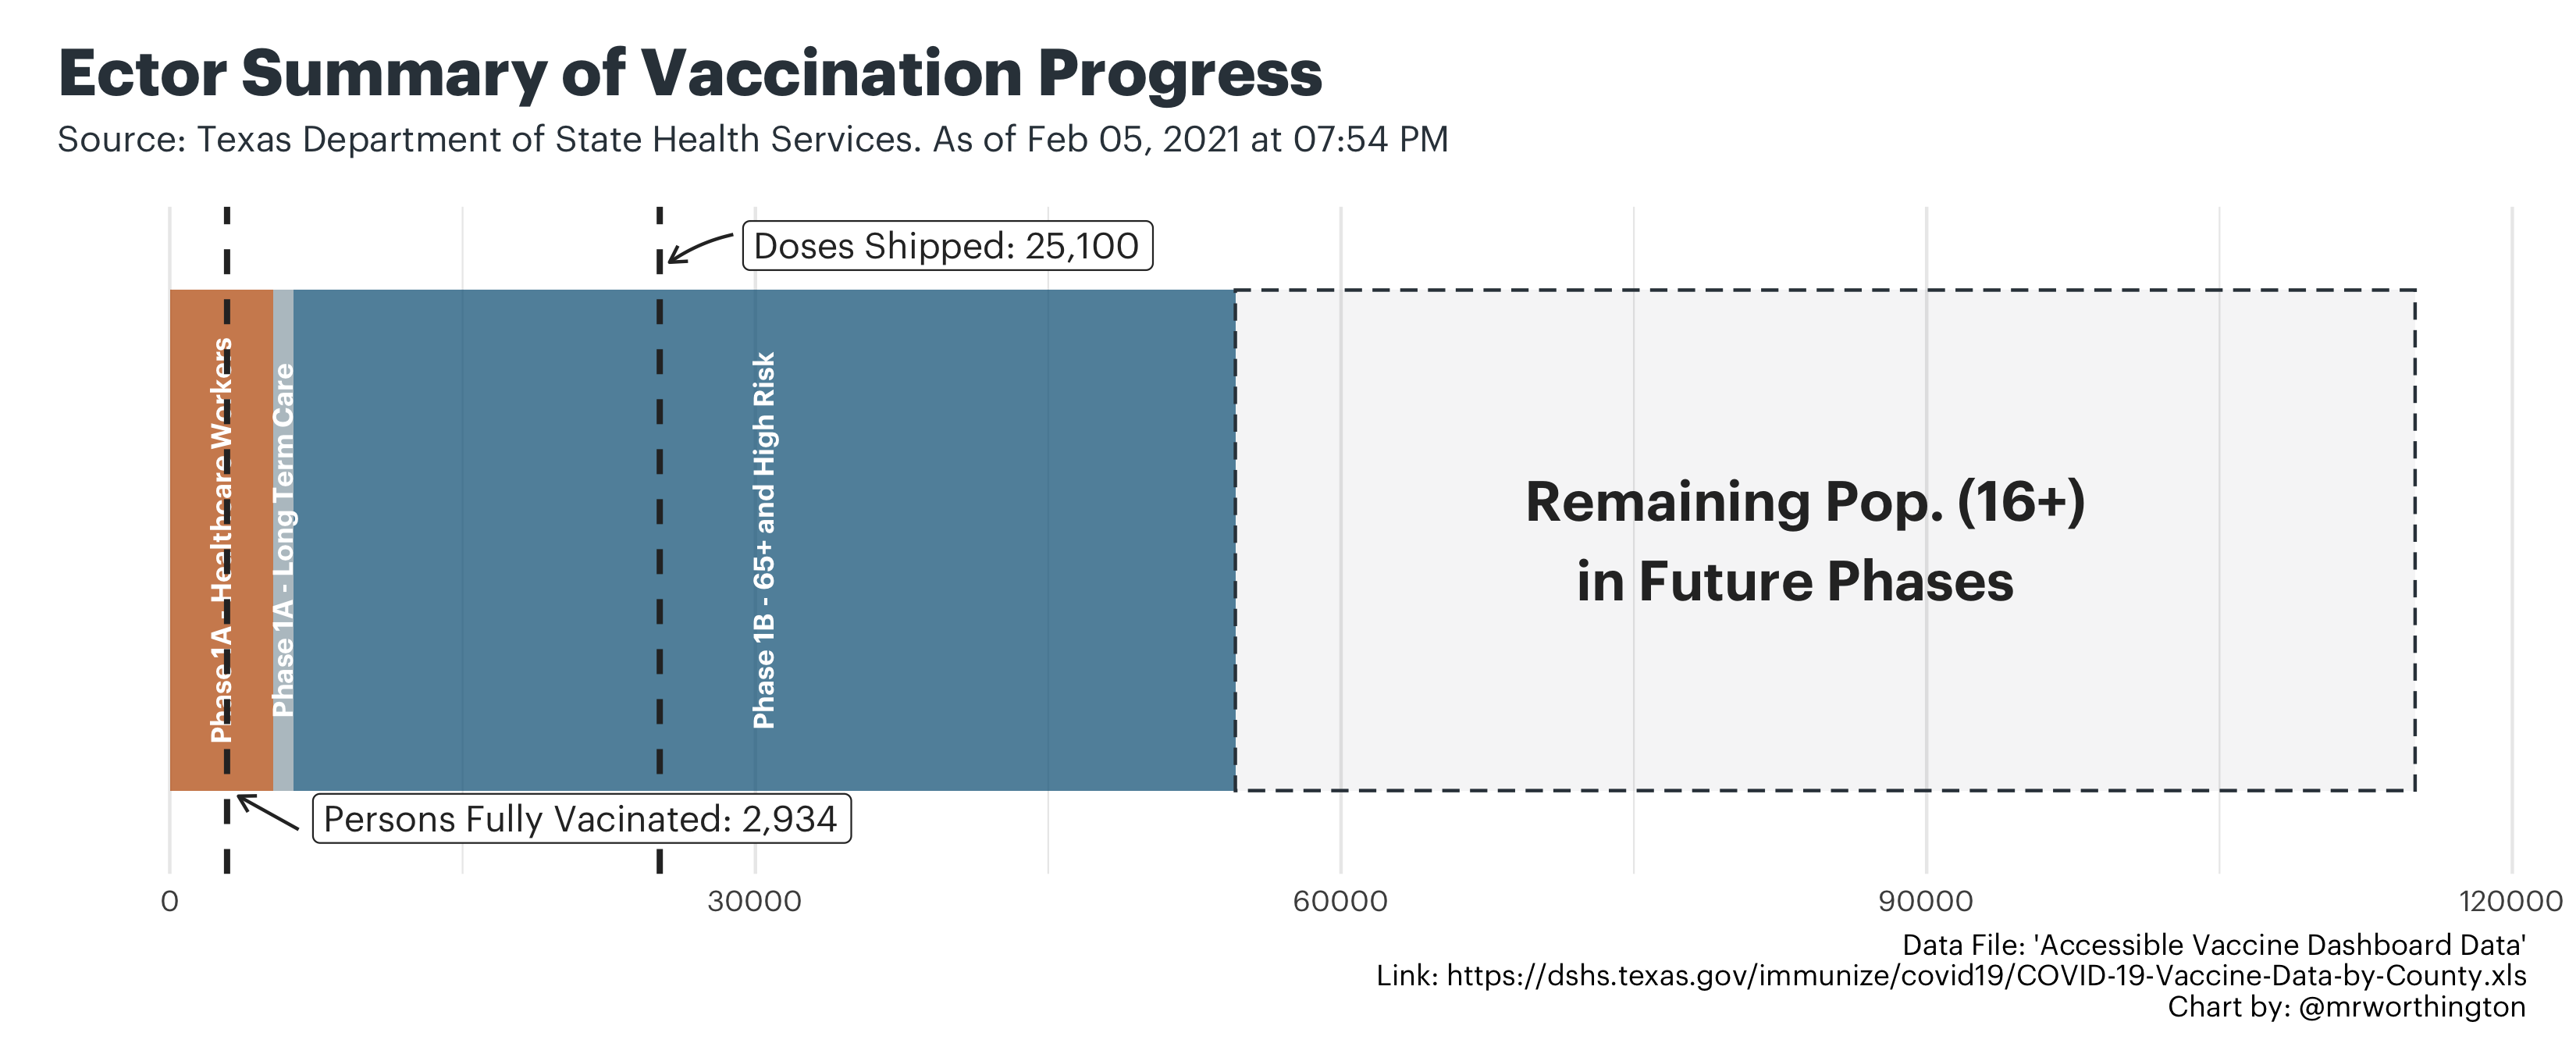 Ector Summary of Vaccination Progress
Source: Texas Department of State Health Services. As of Feb 05, 2021 at 07:54 PM
Doses Shipped: 25,100
Phase 1A - Healthcare Workers
Phase 1A - Long Term Care
Phase 1B - 65+ and High Risk
Remaining Pop. (16+)
in Future Phases
Persons Fully Vacinated: 2,934
0 30000 60000 90000 120000
Data File: 'Accessible Vaccine Dashboard Data'
Link: https://dshs.texas.gov/immunize/covid19/COVID-19-Vaccine-Data-by-County.xls
Chart by: @mrworthington